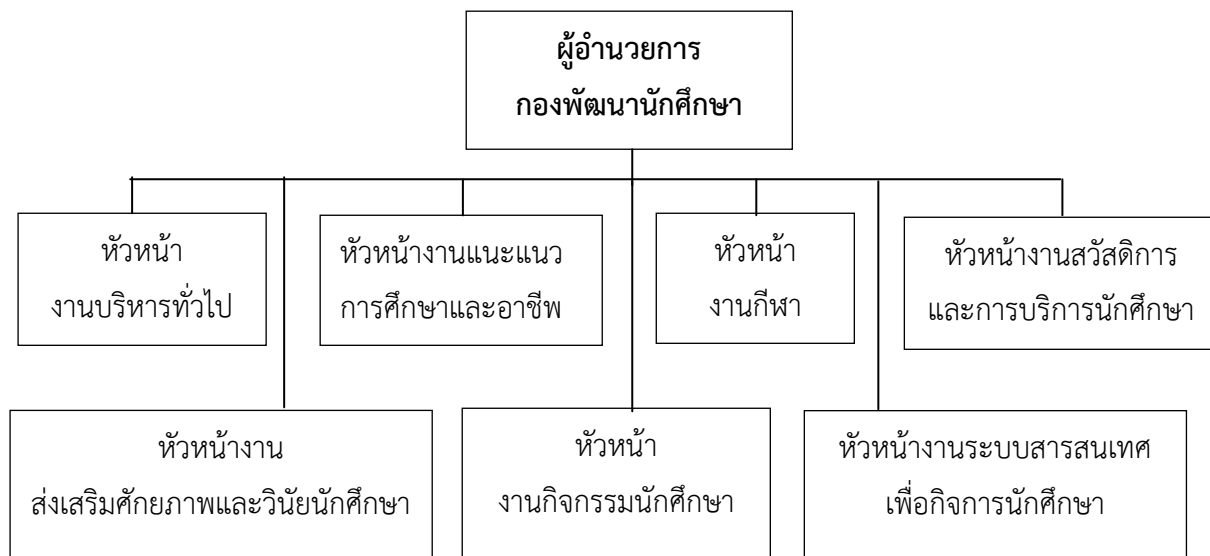 ผู้อำนวยการ
กองพัฒนานักศึกษา
หัวหน้า
งานบริหารทั่วไป
หัวหน้างานแนะแนว
การศึกษาและอาชีพ
หัวหน้า
งานกีฬา
หัวหน้างานสวัสดิการ
และการบริการนักศึกษา
หัวหน้างาน
ส่งเสริมศักยภาพและวินัยนักศึกษา
หัวหน้า
งานกิจกรรมนักศึกษา
หัวหน้างานระบบสารสนเทศ
เพื่อกิจการนักศึกษา